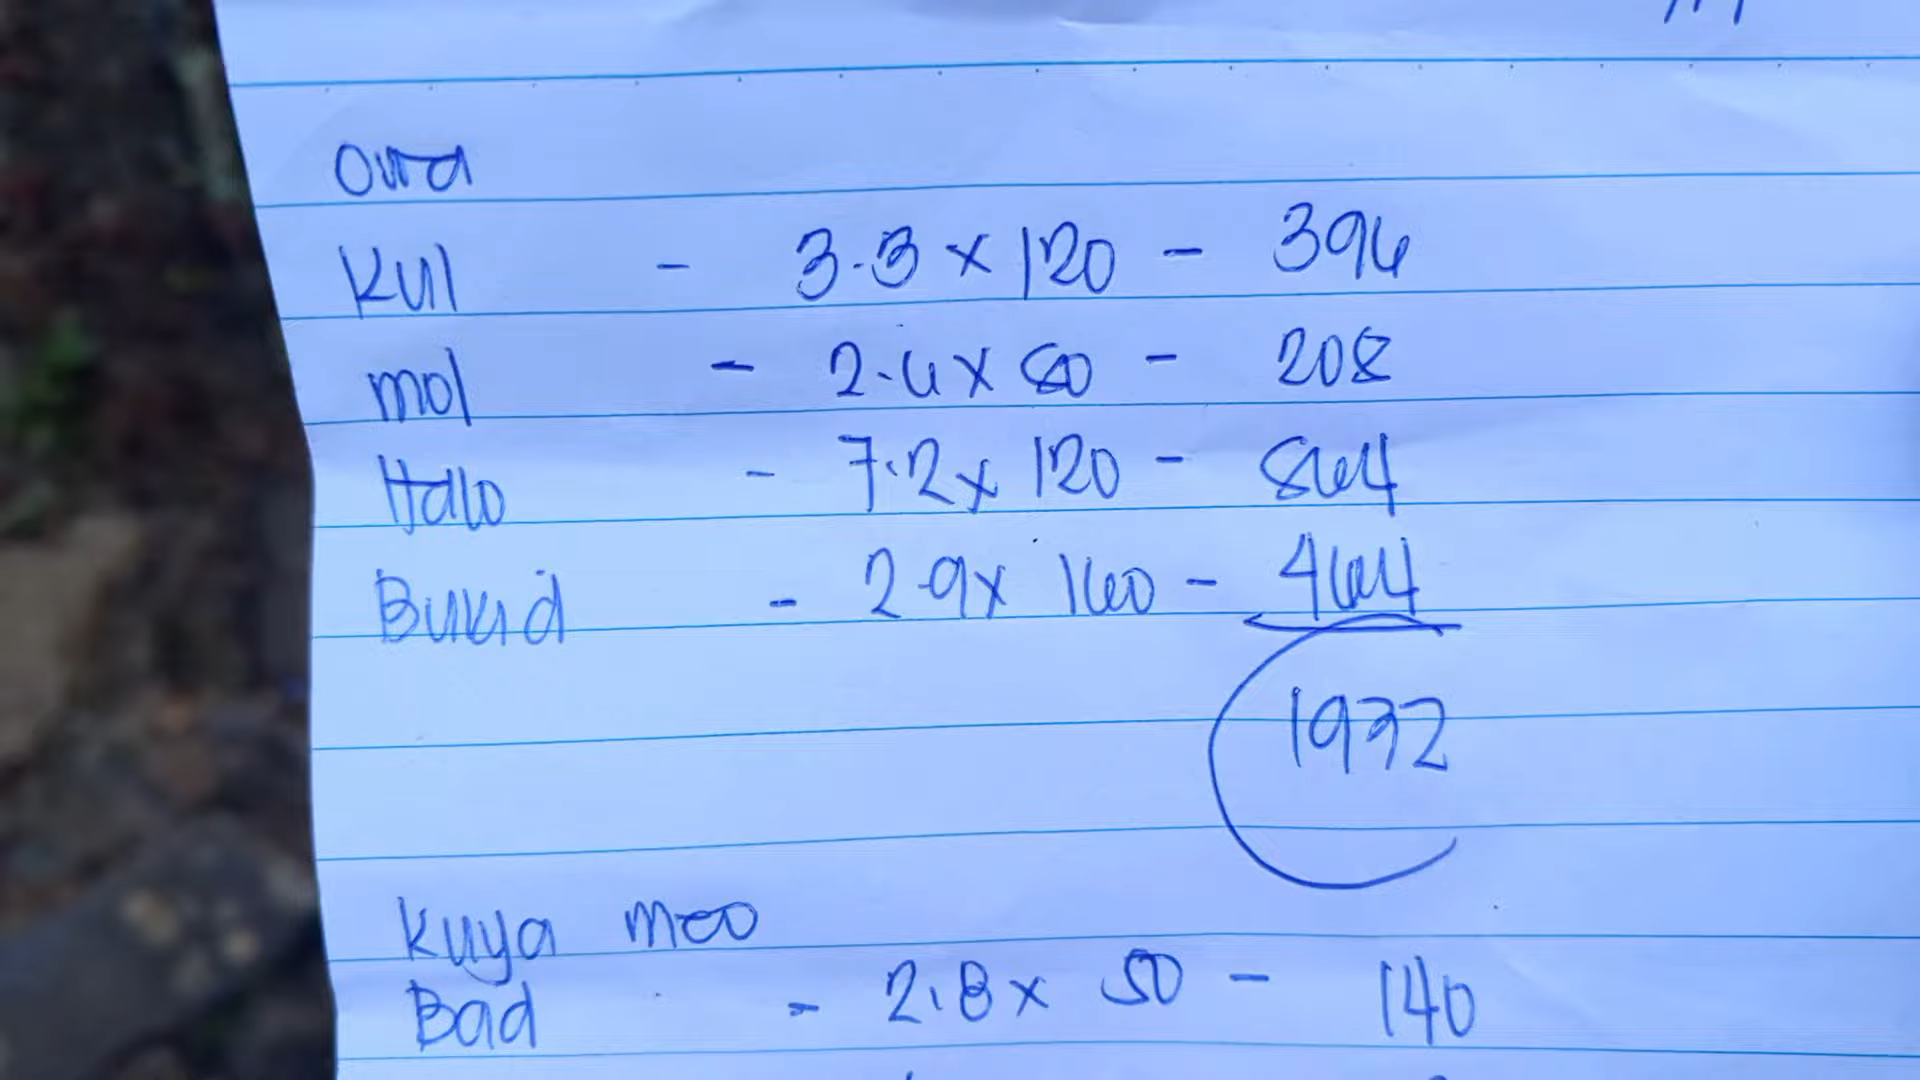 Kul - 3.3 x 120 - 396
mol - 2.6 x 80 - 208
Halo - 7.2 x 120 - 864
Bukid - 2.9 x 160 - 464
1932
Kuya meo
Bad - 2.8 x 50 - 140